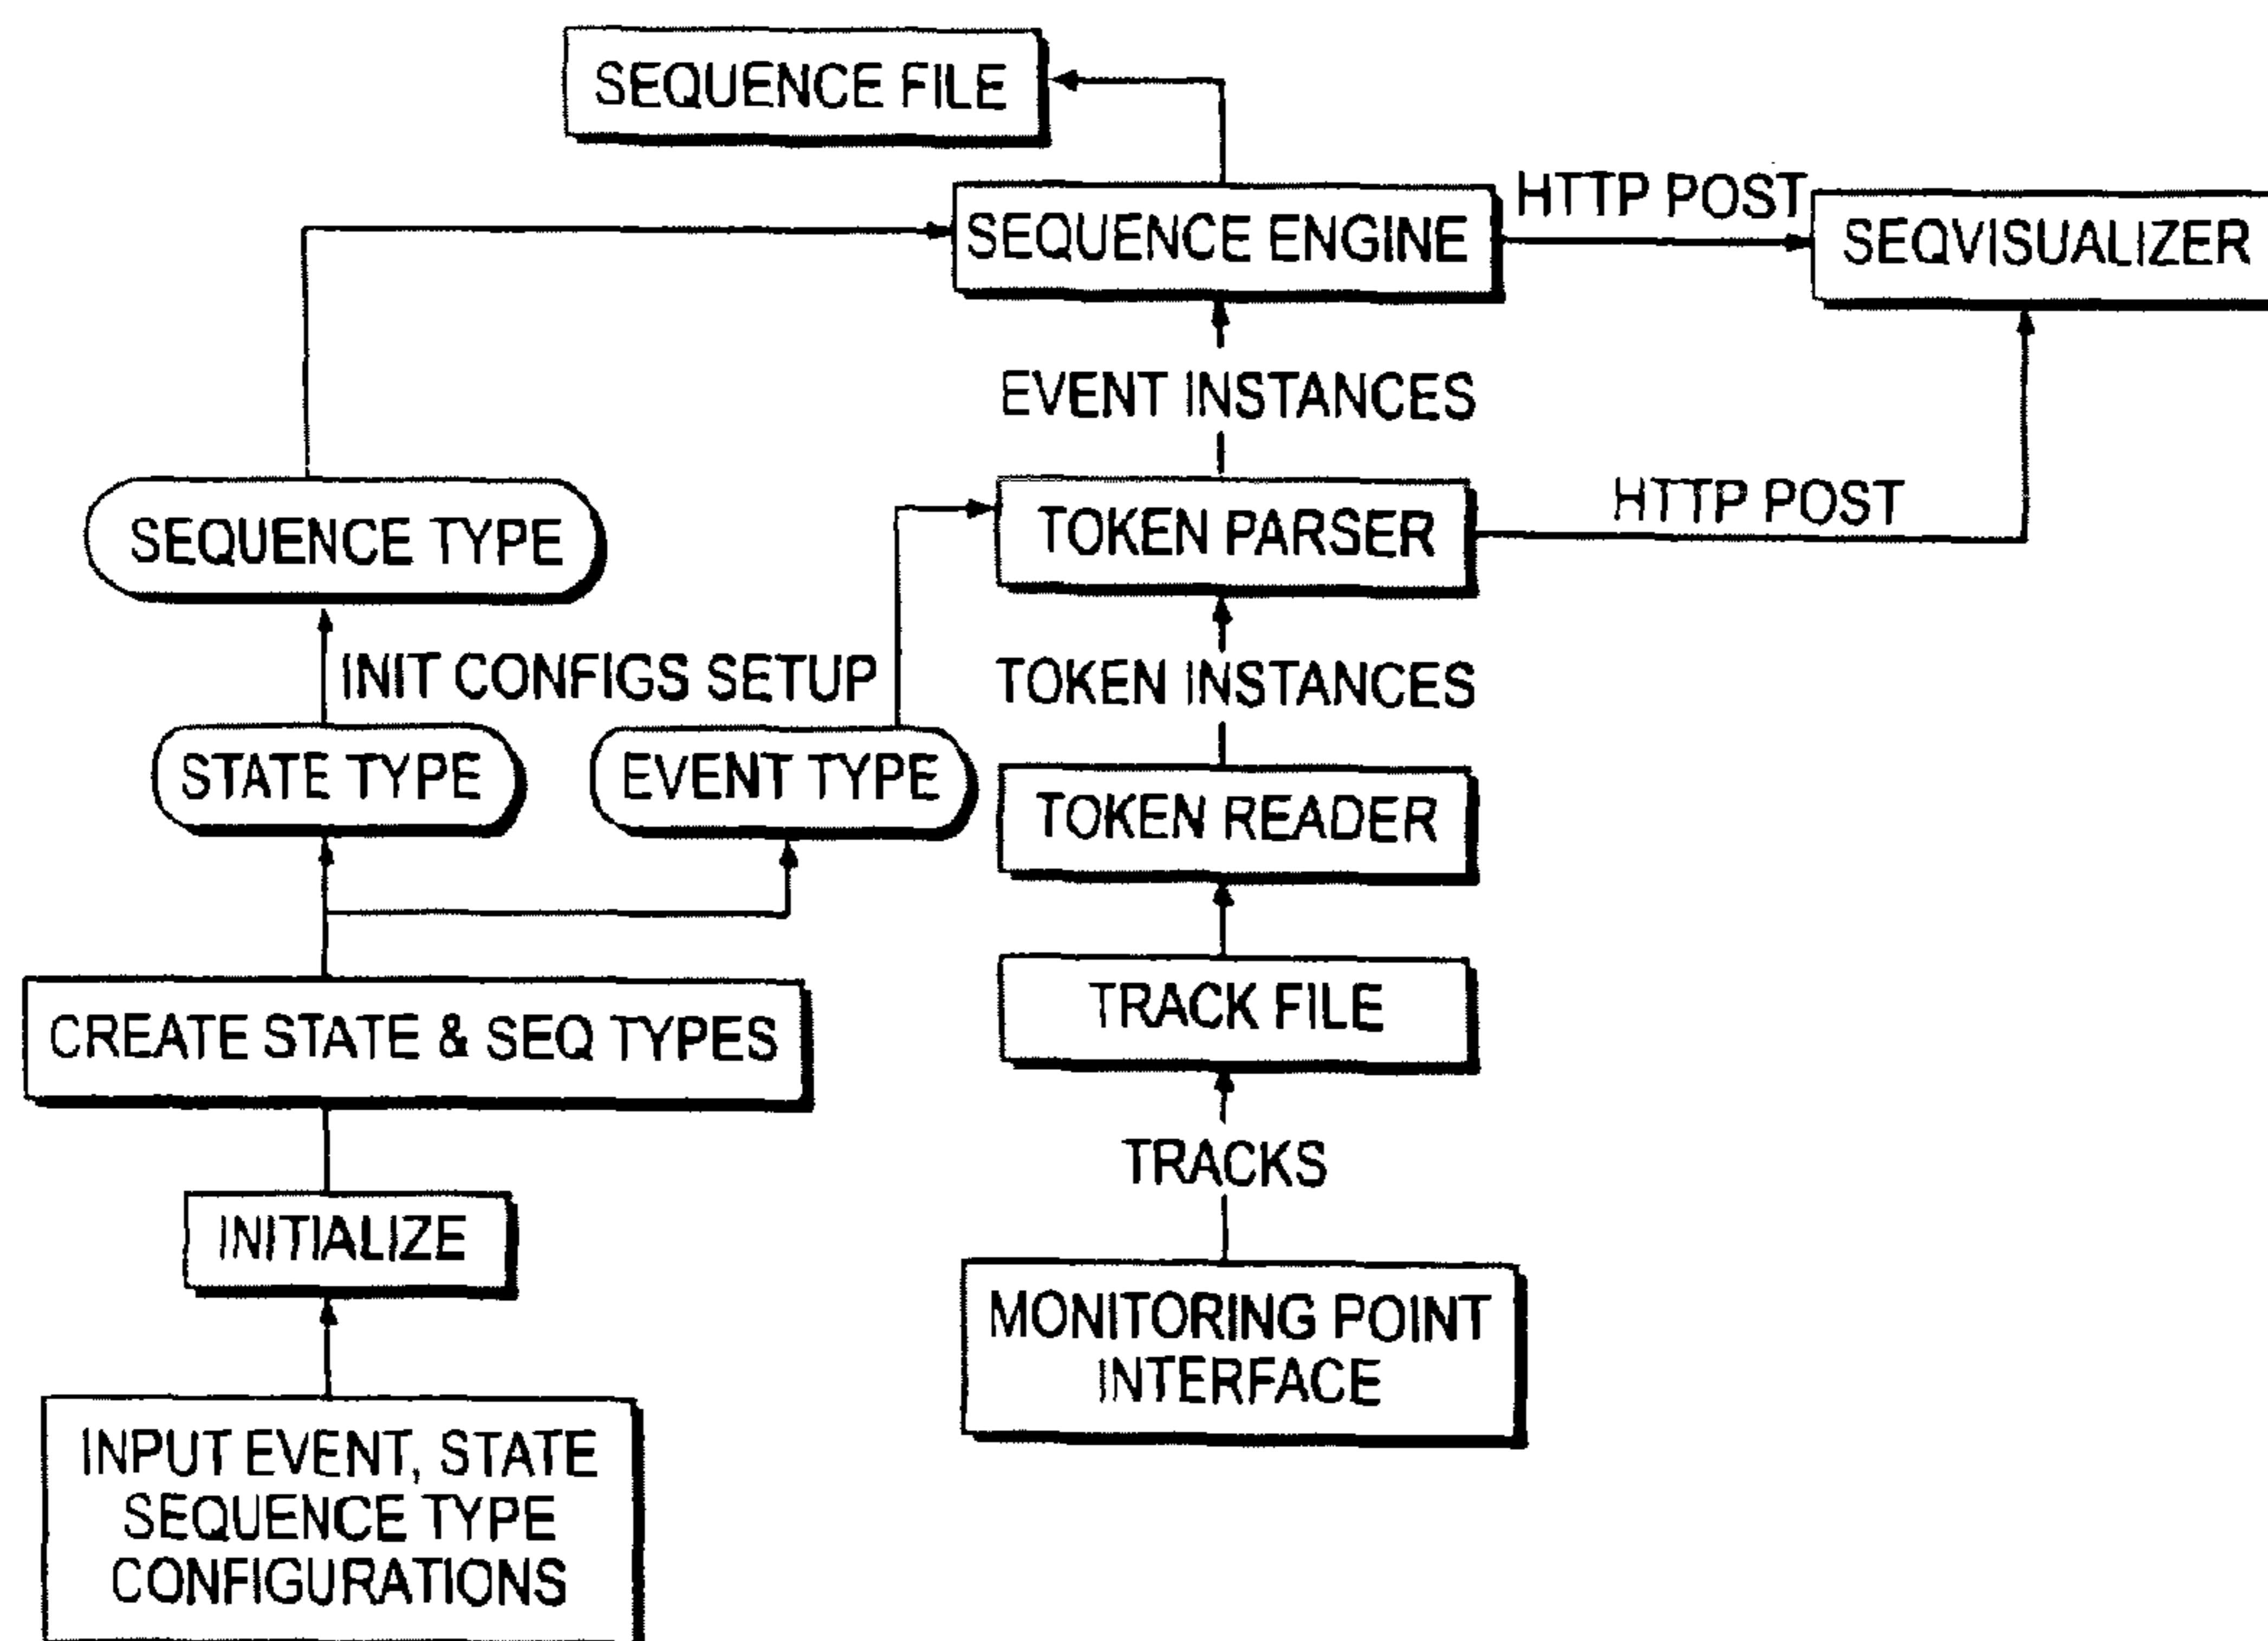 SEQUENCE FILE
HTTP POST
SEQUENCE ENGINE
SEQVISUALIZER
EVENT INSTANCES
HTTP POST
SEQUENCE TYPE
TOKEN PARSER
INIT CONFIGS SETUP
TOKEN INSTANCES
STATE TYPE
EVENT TYPE
TOKEN READER
TRACK FILE
CREATE STATE & SEQ TYPES
TRACKS
INITIALIZE
MONITORING POINT
INTERFACE
INPUT EVENT, STATE
SEQUENCE TYPE
CONFIGURATIONS